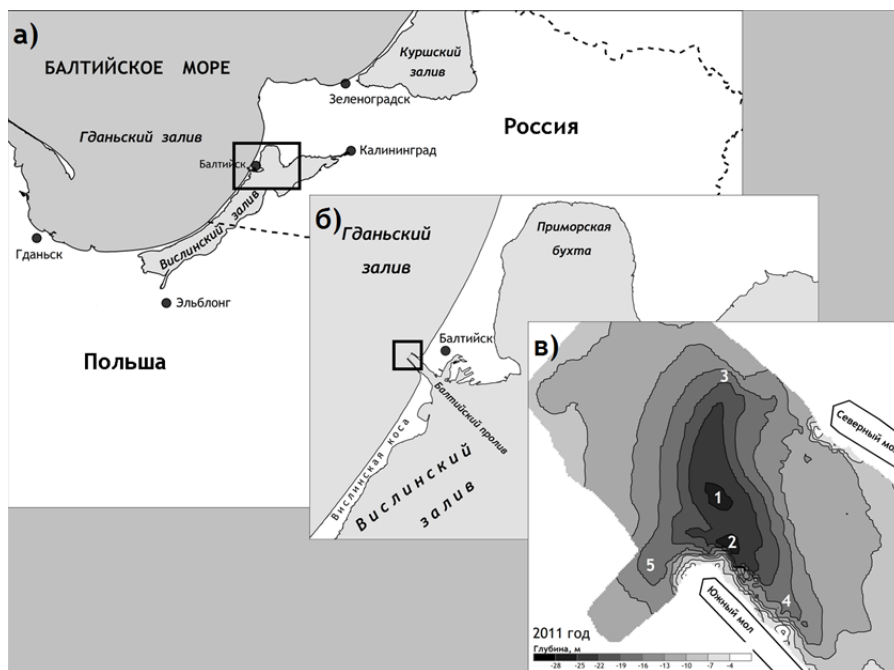 а)
БАЛТИЙСКОЕ МОРЕ
Куршский
залив
Зеленоградск
Гданьский залив
Россия
Балтийск
Калининград
Вислинский залив
Гданьск
Эльблонг
Польша
б)
Гданьский
залив
Приморская
бухта
Балтийск
Балтийский пролив
Вислинская коса
Вислинский
залив
в)
3
Северный мол
1
2
5
4
Южный мол
2011 год
Глубина, м
-28 -25 -22 -19 -16 -13 -10 -7 -4